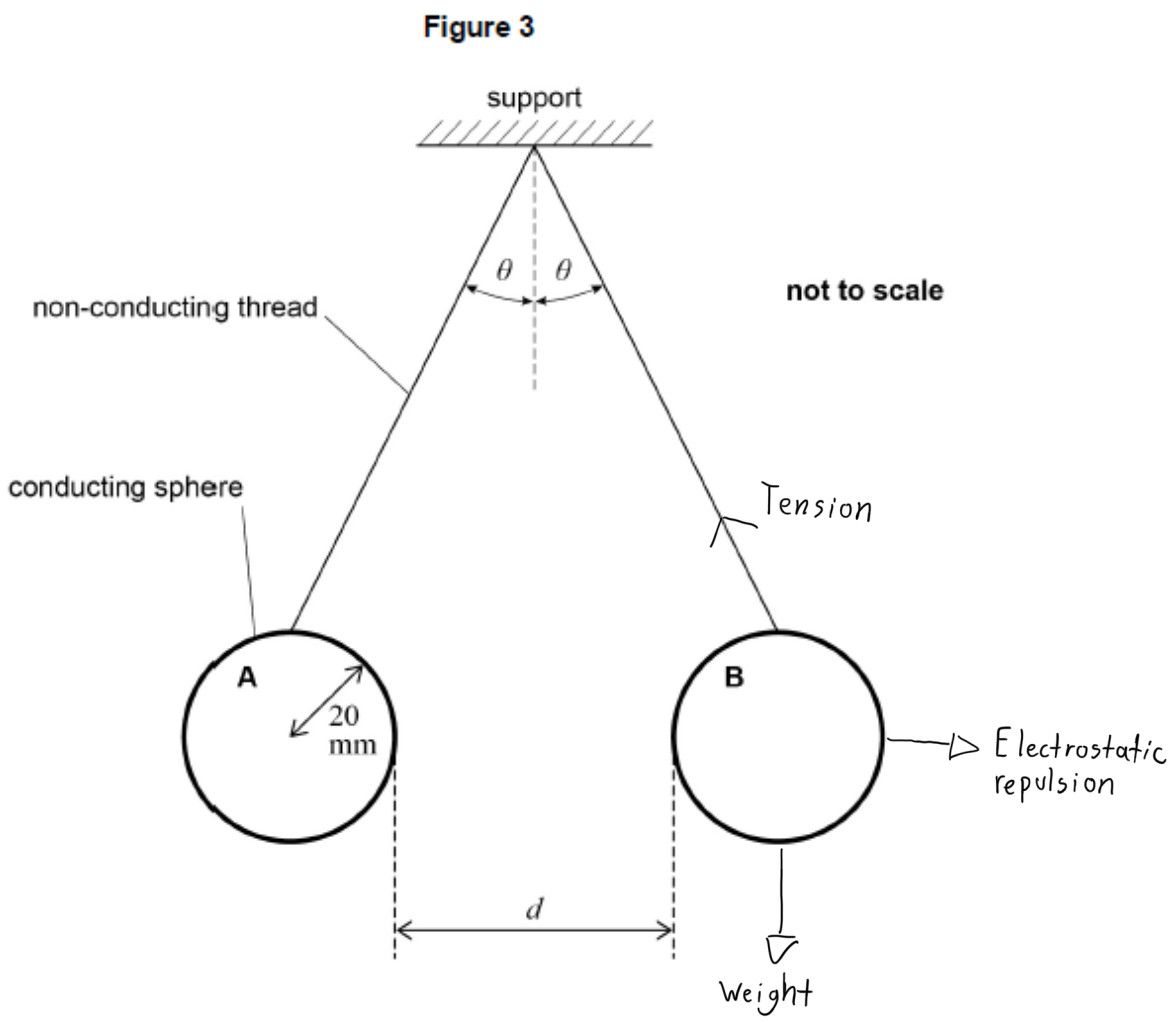 Figure 3
support
θ θ
not to scale
non-conducting thread
conducting sphere
Tension
A
B
20
mm
Electrostatic
repulsion
d
Weight